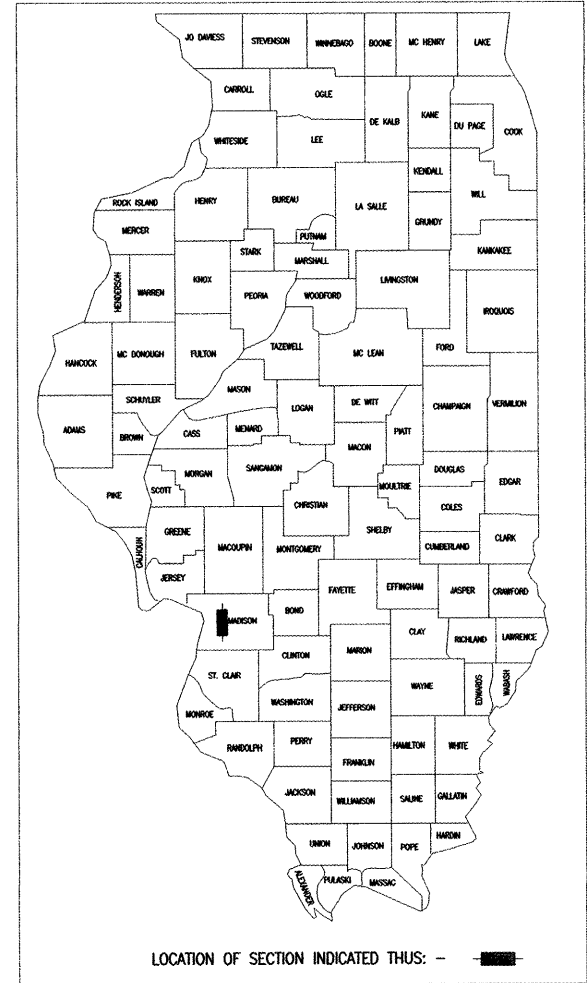 JO DAVIESS STEVENSON WINNEBAGO BOONE MC HENRY LAKE
CARROLL OGLE
DE KALB KANE DU PAGE COOK
WHITESIDE LEE
KENDALL
WILL
ROCK ISLAND HENRY BUREAU LA SALLE
GRUNDY
MERCER PUTNAM
STARK KANKAKEE
MARSHALL
HENDERSON WARREN KNOX PEORIA WOODFORD LIVINGSTON
IROQUOIS
HANCOCK MC DONOUGH FULTON TAZEWELL MC LEAN FORD
MASON
SCHUYLER LOGAN DE WITT CHAMPAIGN VERMILION
ADAMS BROWN CASS MENARD PIATT
MACON
MORGAN SANGAMON DOUGLAS
PIKE SCOTT MOULTRIE EDGAR
CHRISTIAN COLES
GREENE SHELBY
CALHOUN MACOUPIN MONTGOMERY CUMBERLAND CLARK
JERSEY
FAYETTE EFFINGHAM JASPER CRAWFORD
MADISON BOND
CLAY RICHLAND LAWRENCE
CLINTON MARION
ST. CLAIR WAYNE EDWARDS WABASH
WASHINGTON JEFFERSON
MONROE
RANDOLPH PERRY HAMILTON WHITE
FRANKLIN
JACKSON WILLIAMSON SALINE GALLATIN
HARDIN
UNION JOHNSON POPE
ALEXANDER PULASKI MASSAC
LOCATION OF SECTION INDICATED THUS: -